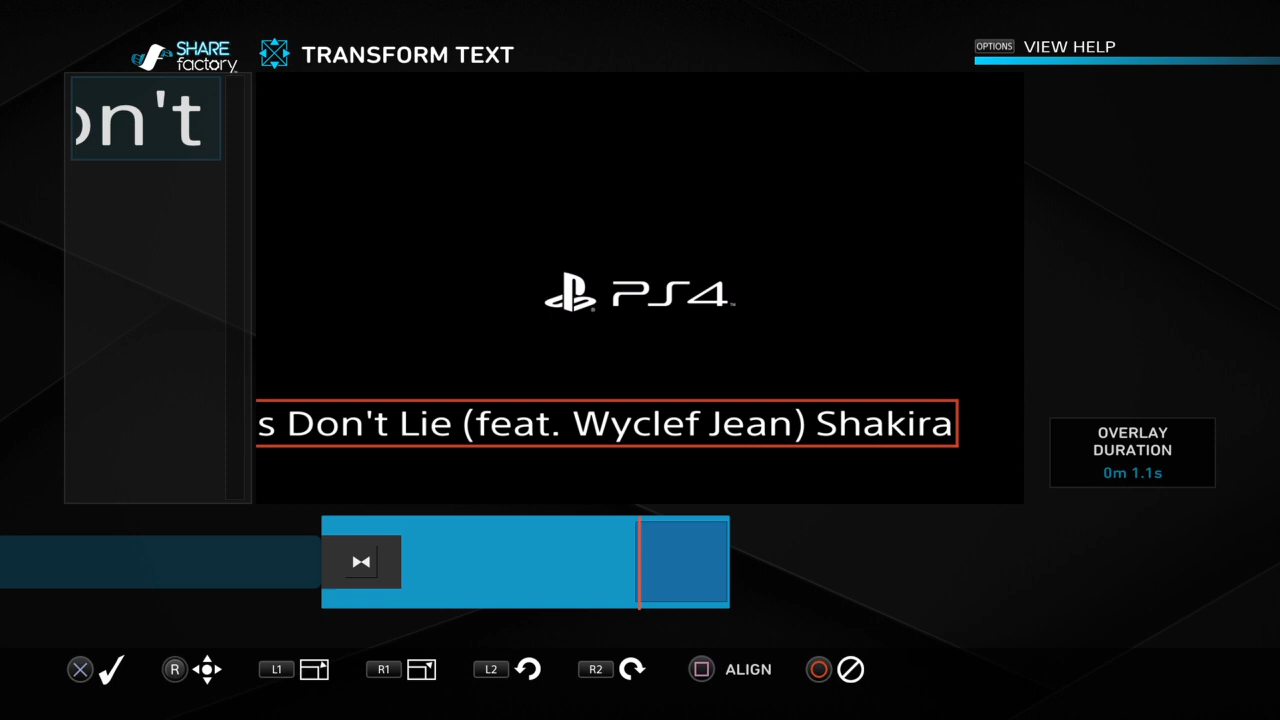 SHARE
factory
TRANSFORM TEXT
OPTIONS VIEW HELP
on't
PS4
s Don't Lie (feat. Wyclef Jean) Shakira
OVERLAY
DURATION
0m 1.1s
R L1 R1 L2 R2 ALIGN